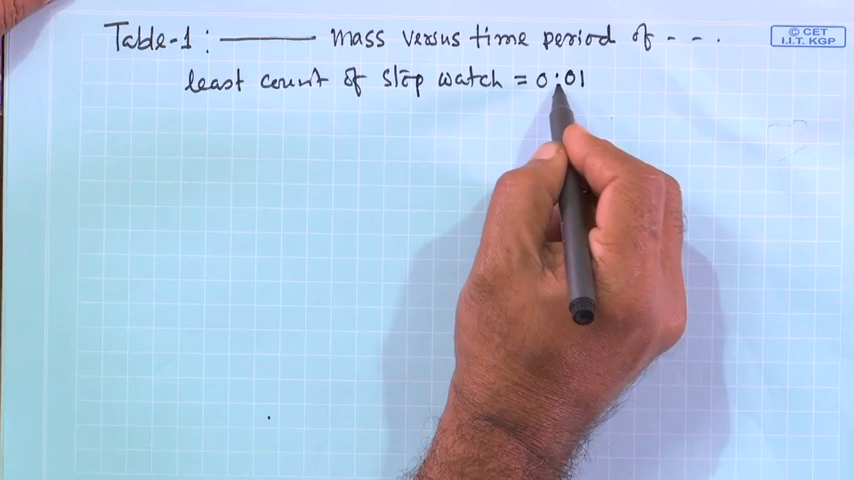 Table-1: ——— mass versus time period of - - -.
© CET
I.I.T. KGP
least count of stop watch = 0:01